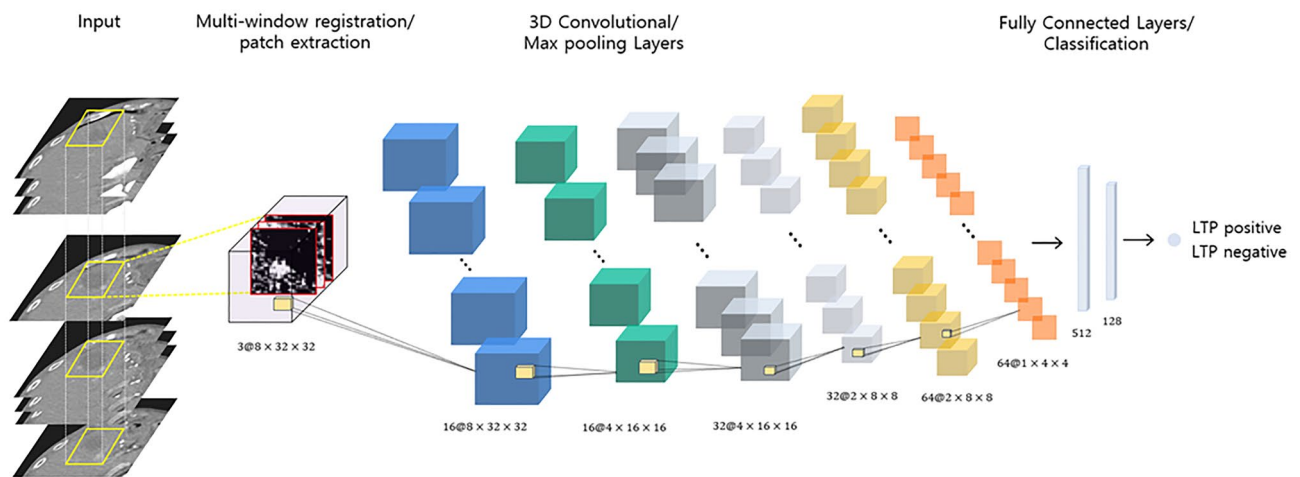 Input
Multi-window registration/
patch extraction
3D Convolutional/
Max pooling Layers
Fully Connected Layers/
Classification
3@8 × 32 × 32
16@8 × 32 × 32
16@4 × 16 × 16
32@4 × 16 × 16
32@2 × 8 × 8
64@2 × 8 × 8
64@1 × 4 × 4
512
128
LTP positive
LTP negative